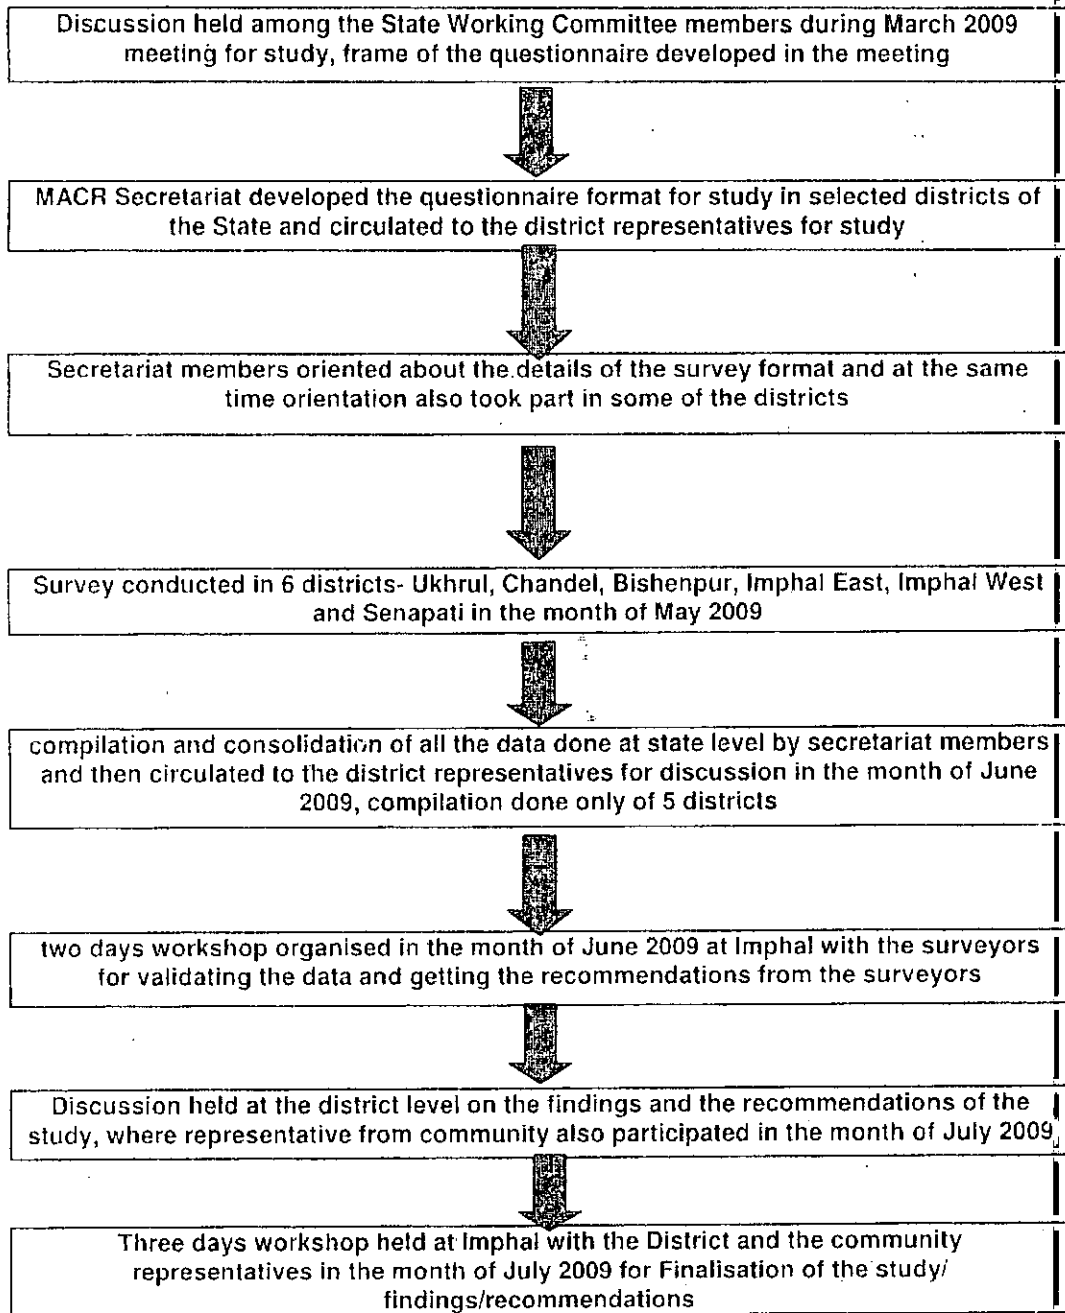 Discussion held among the State Working Committee members during March 2009
meeting for study, frame of the questionnaire developed in the meeting
MACR Secretariat developed the questionnaire format for study in selected districts of
the State and circulated to the district representatives for study
Secretariat members oriented about the details of the survey format and at the same
time orientation also took part in some of the districts
Survey conducted in 6 districts- Ukhrul, Chandel, Bishenpur, Imphal East, Imphal West
and Senapati in the month of May 2009
compilation and consolidation of all the data done at state level by secretariat members
and then circulated to the district representatives for discussion in the month of June
2009, compilation done only of 5 districts
two days workshop organised in the month of June 2009 at Imphal with the surveyors
for validating the data and getting the recommendations from the surveyors
Discussion held at the district level on the findings and the recommendations of the
study, where representative from community also participated in the month of July 2009
Three days workshop held at Imphal with the District and the community
representatives in the month of July 2009 for Finalisation of the study/
findings/recommendations